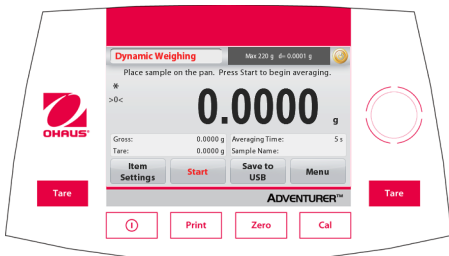 Dynamic Weighing
Max 220 g d= 0.0001 g
Place sample on the pan. Press Start to begin averaging.
*
>0<
0.0000 g
Gross: 0.0000 g Averaging Time: 5 s
Tare: 0.0000 g Sample Name:
Item Settings
Start
Save to USB
Menu
OHAUS®
ADVENTURER™
Tare
Tare
Print
Zero
Cal